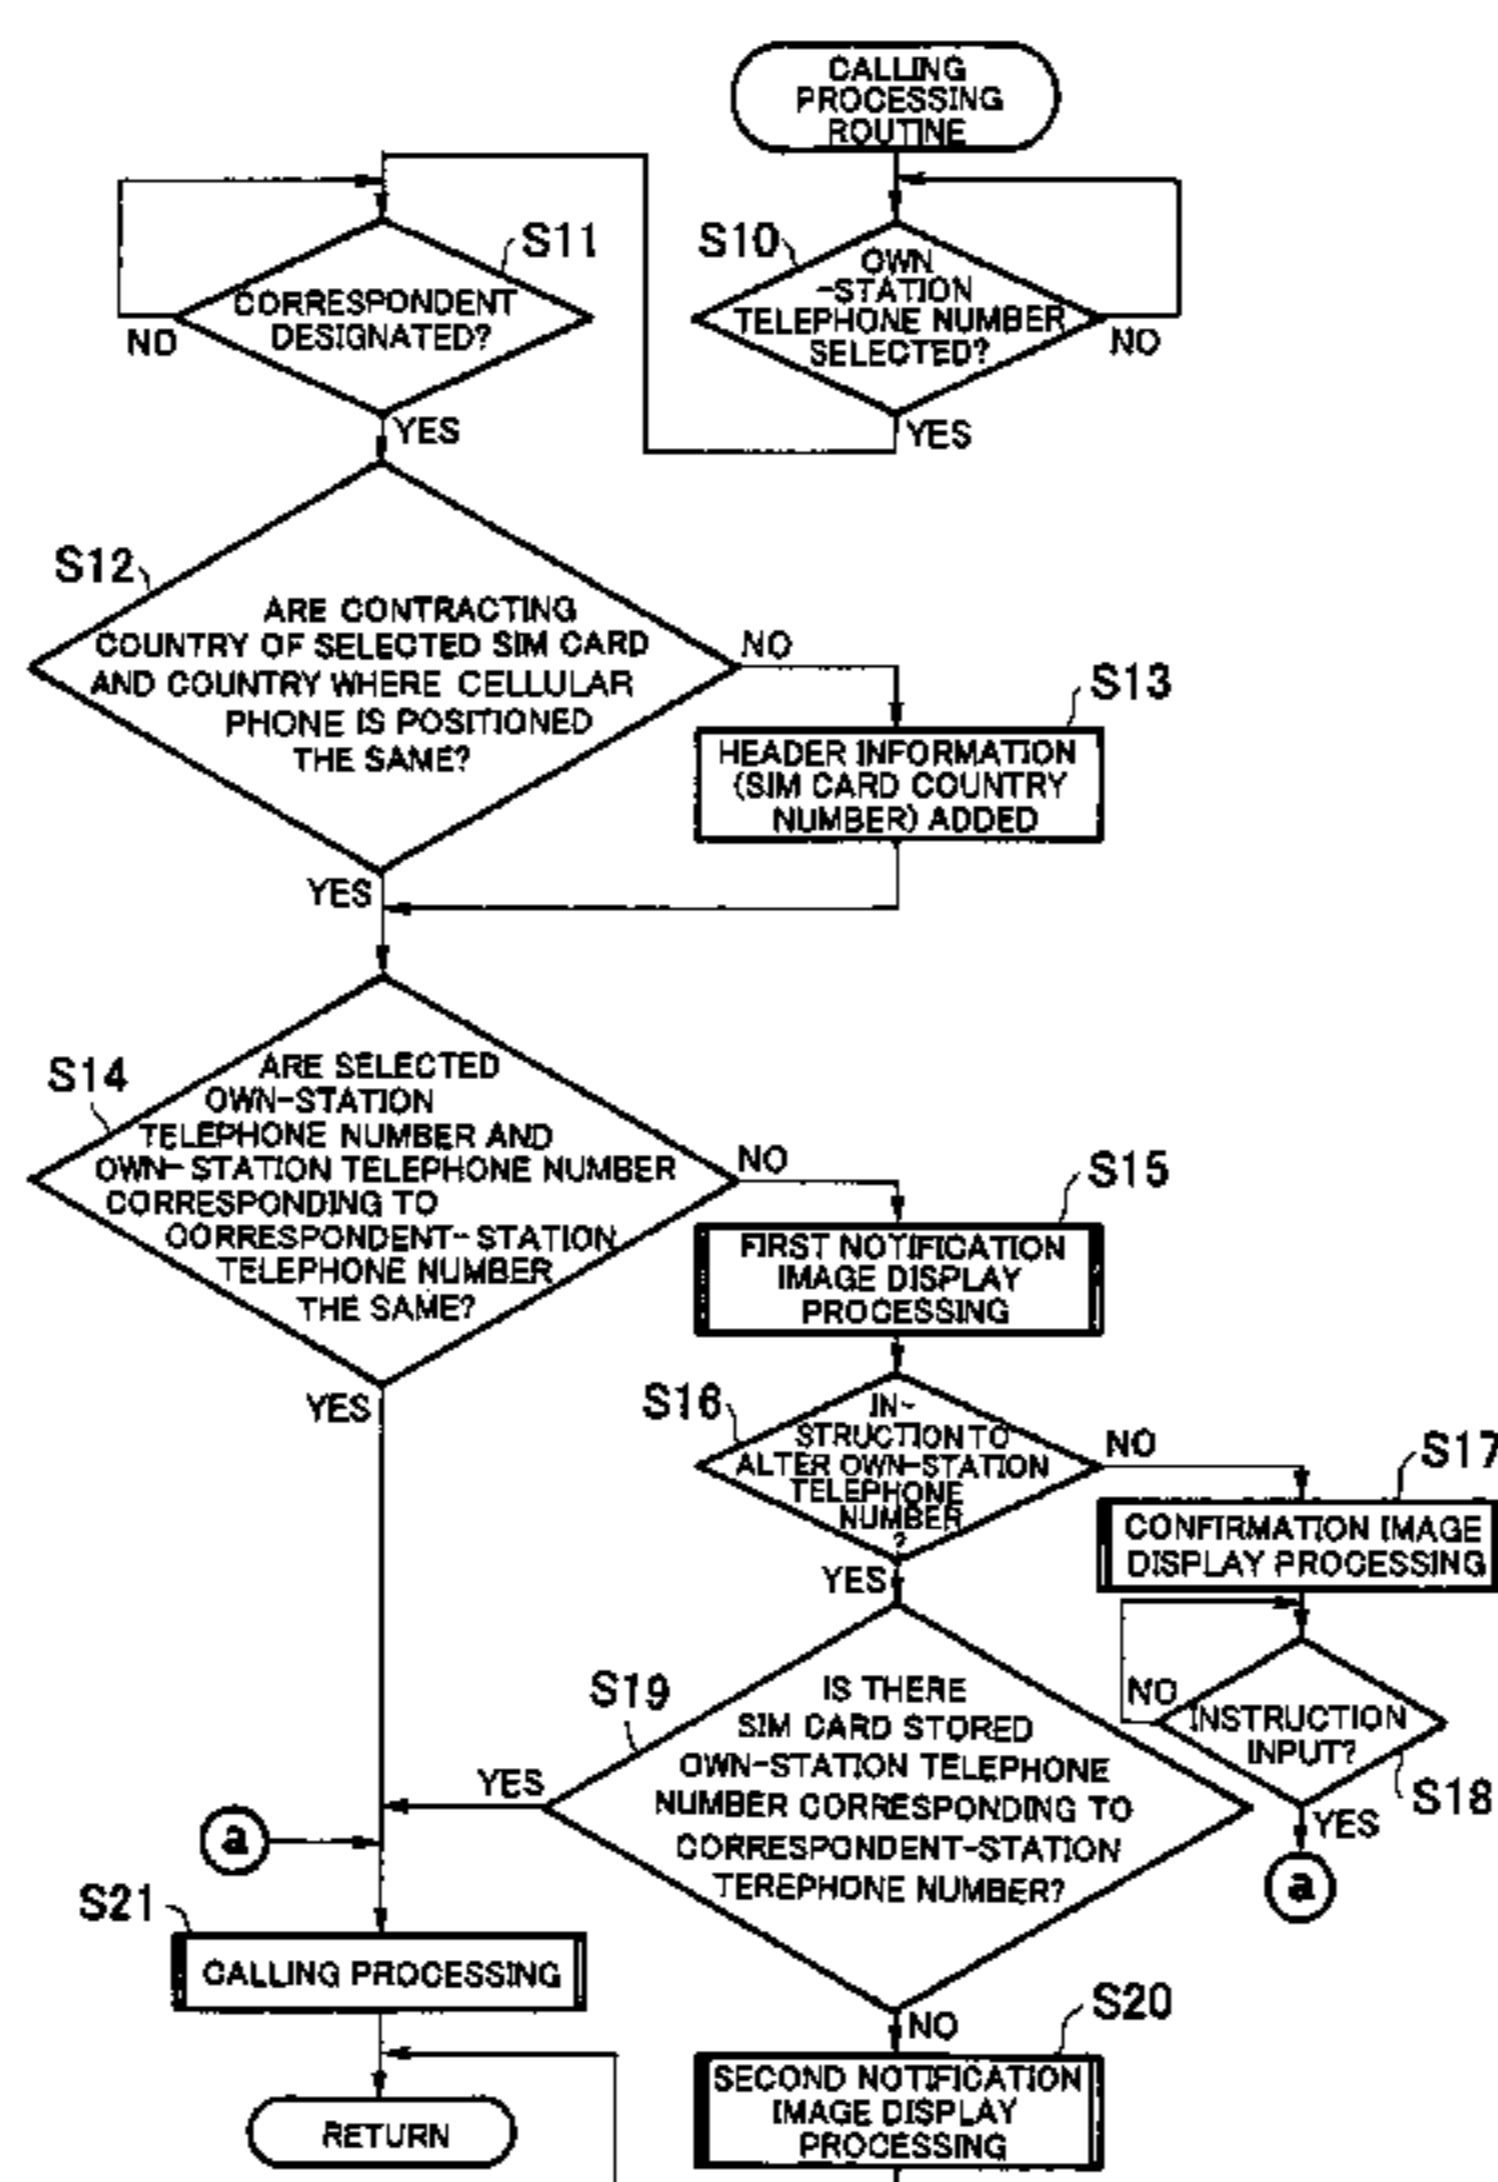 CALLING
PROCESSING
ROUTINE
S10
OWN
-STATION
TELEPHONE NUMBER
SELECTED?
NO
YES
S11
CORRESPONDENT
DESIGNATED?
NO
YES
S12
ARE CONTRACTING
COUNTRY OF SELECTED SIM CARD
AND COUNTRY WHERE CELLULAR
PHONE IS POSITIONED
THE SAME?
NO
YES
S13
HEADER INFORMATION
(SIM CARD COUNTRY
NUMBER) ADDED
S14
ARE SELECTED
OWN-STATION
TELEPHONE NUMBER AND
OWN-STATION TELEPHONE NUMBER
CORRESPONDING TO
CORRESPONDENT-STATION
TELEPHONE NUMBER
THE SAME?
NO
YES
S15
FIRST NOTIFICATION
IMAGE DISPLAY
PROCESSING
S16
IN-
STRUCTION TO
ALTER OWN-STATION
TELEPHONE
NUMBER
?
NO
YES
S17
CONFIRMATION IMAGE
DISPLAY PROCESSING
NO
INSTRUCTION
INPUT?
S18
YES
a
S19
IS THERE
SIM CARD STORED
OWN-STATION TELEPHONE
NUMBER CORRESPONDING TO
CORRESPONDENT-STATION
TEREPHONE NUMBER?
YES
NO
a
S21
CALLING PROCESSING
S20
SECOND NOTIFICATION
IMAGE DISPLAY
PROCESSING
RETURN